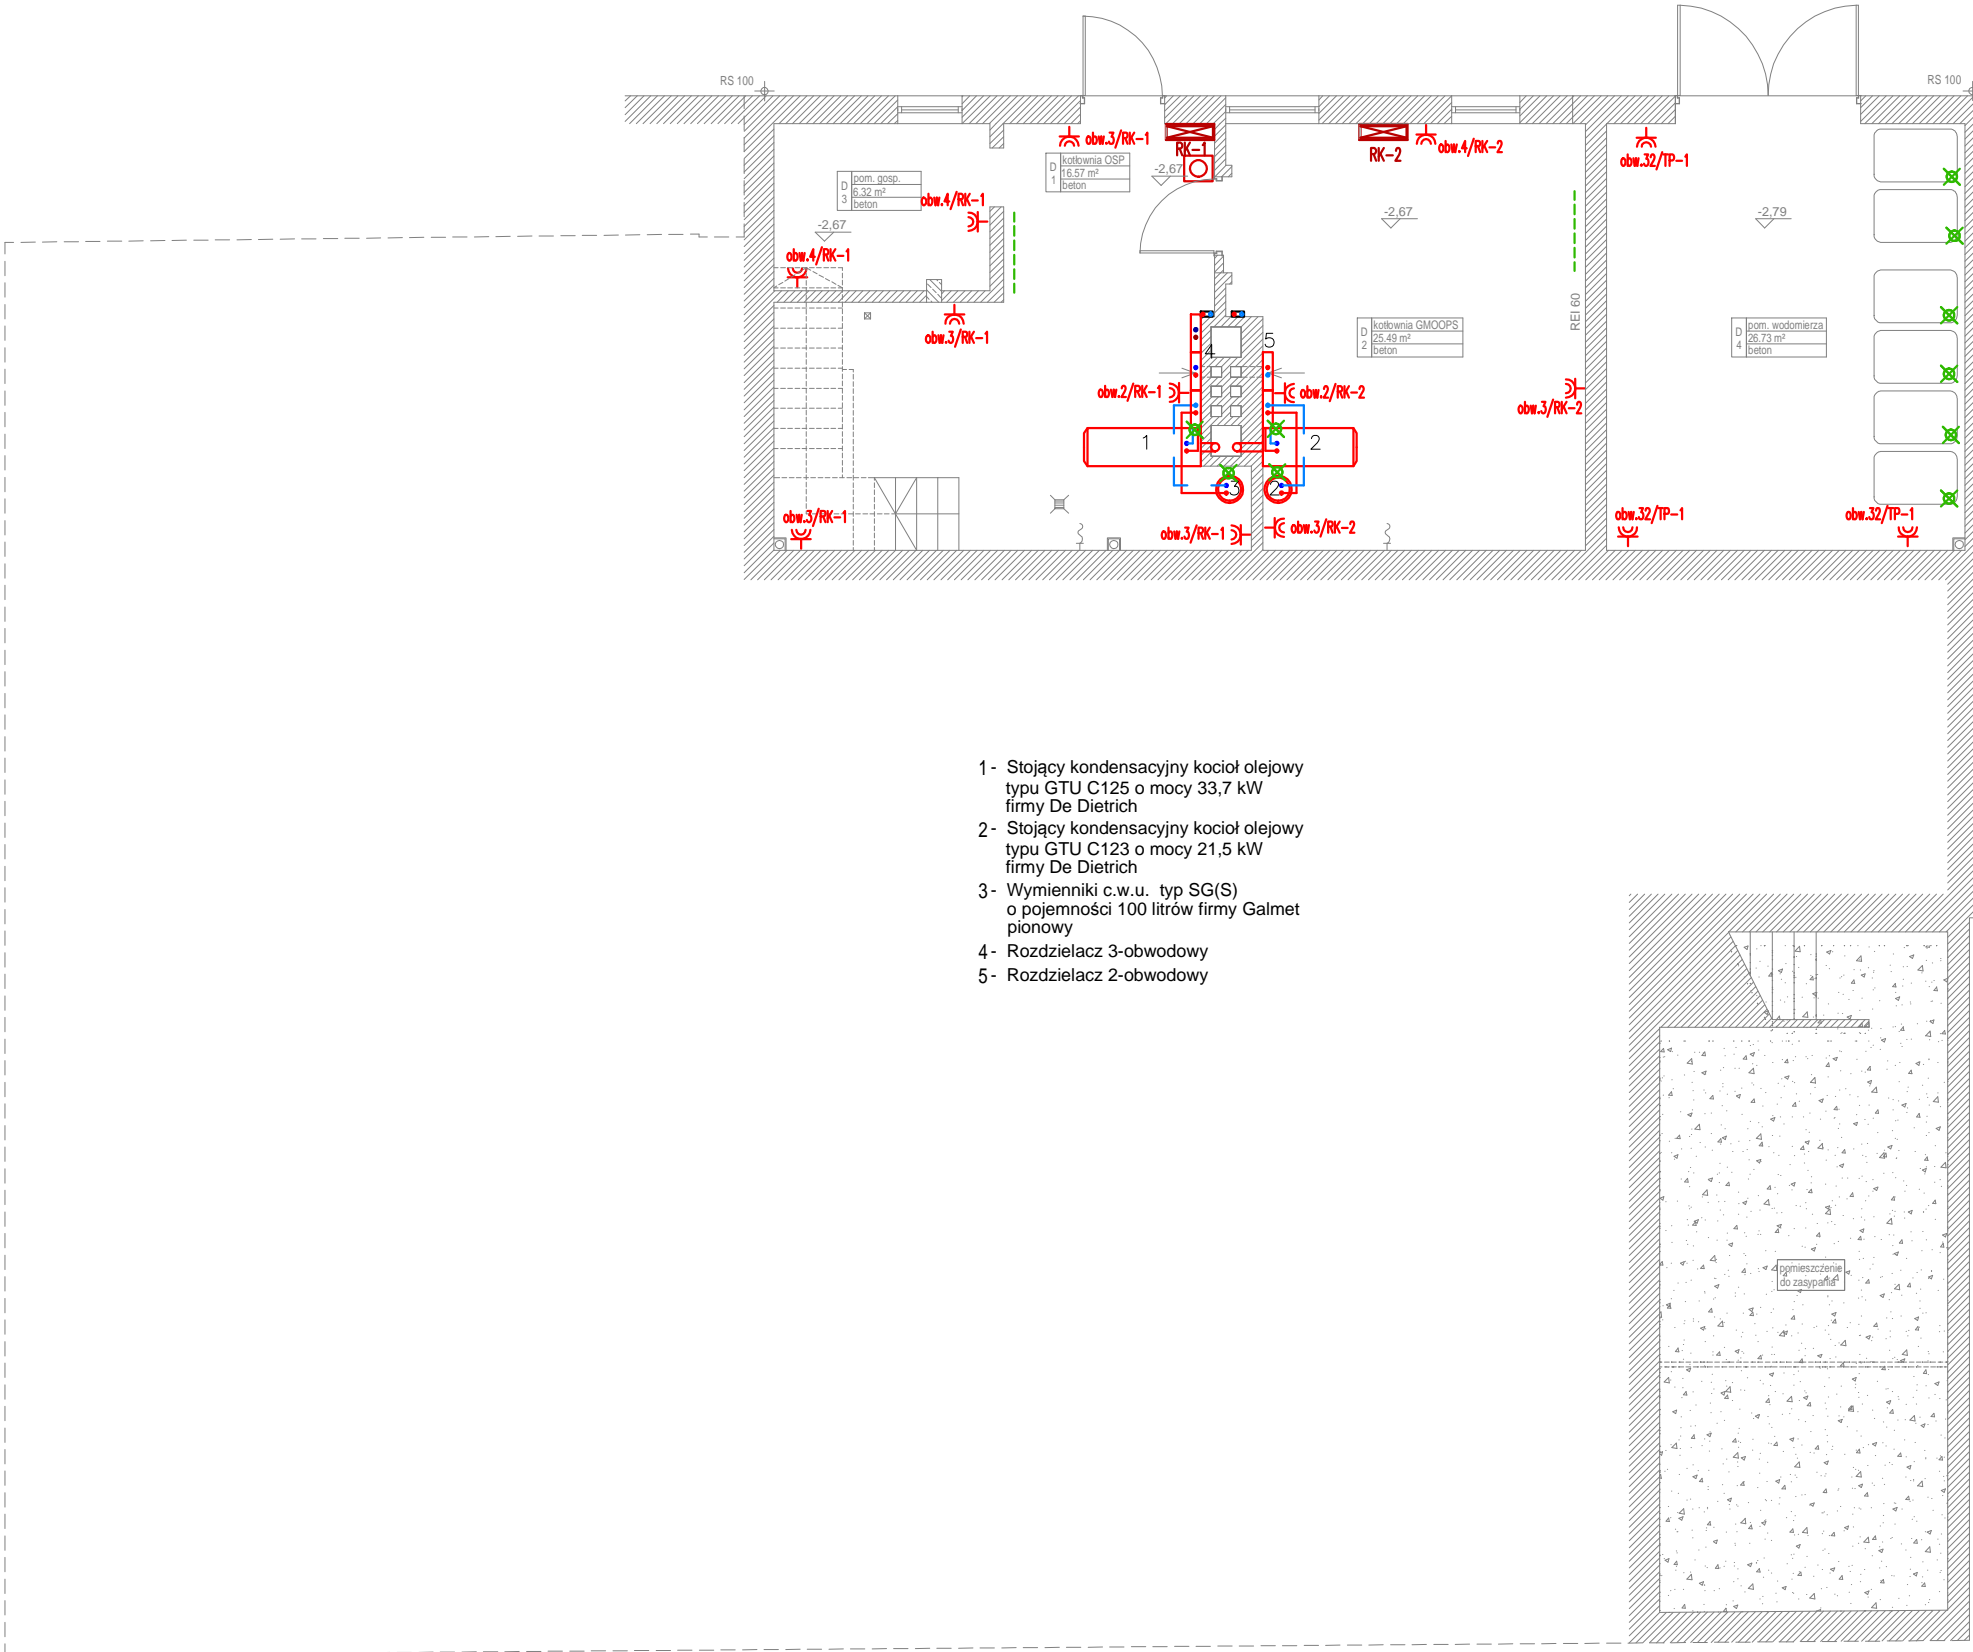 RS 100
RS 100
obw.3/RK-1
RK-1
RK-2
obw.4/RK-2
obw.32/TP-1
D 1
kotłownia OSP
16.57 m²
beton
-2,67
D 3
pom. gosp.
6.32 m²
beton
obw.4/RK-1
-2,67
-2,67
-2,79
obw.4/RK-1
obw.3/RK-1
REI 60
D 2
kotłownia GMOOPS
25.49 m²
beton
D 4
pom. wodomierza
26.73 m²
beton
4
5
obw.2/RK-1
obw.2/RK-2
obw.3/RK-2
1
2
3
2
obw.3/RK-1
obw.3/RK-1
obw.3/RK-2
obw.32/TP-1
obw.32/TP-1
1 - Stojący kondensacyjny kocioł olejowy
typu GTU C125 o mocy 33,7 kW
firmy De Dietrich
2 - Stojący kondensacyjny kocioł olejowy
typu GTU C123 o mocy 21,5 kW
firmy De Dietrich
3 - Wymienniki c.w.u. typ SG(S)
o pojemności 100 litrów firmy Galmet
pionowy
4 - Rozdzielacz 3-obwodowy
5 - Rozdzielacz 2-obwodowy
pomieszczenie
do zasypania